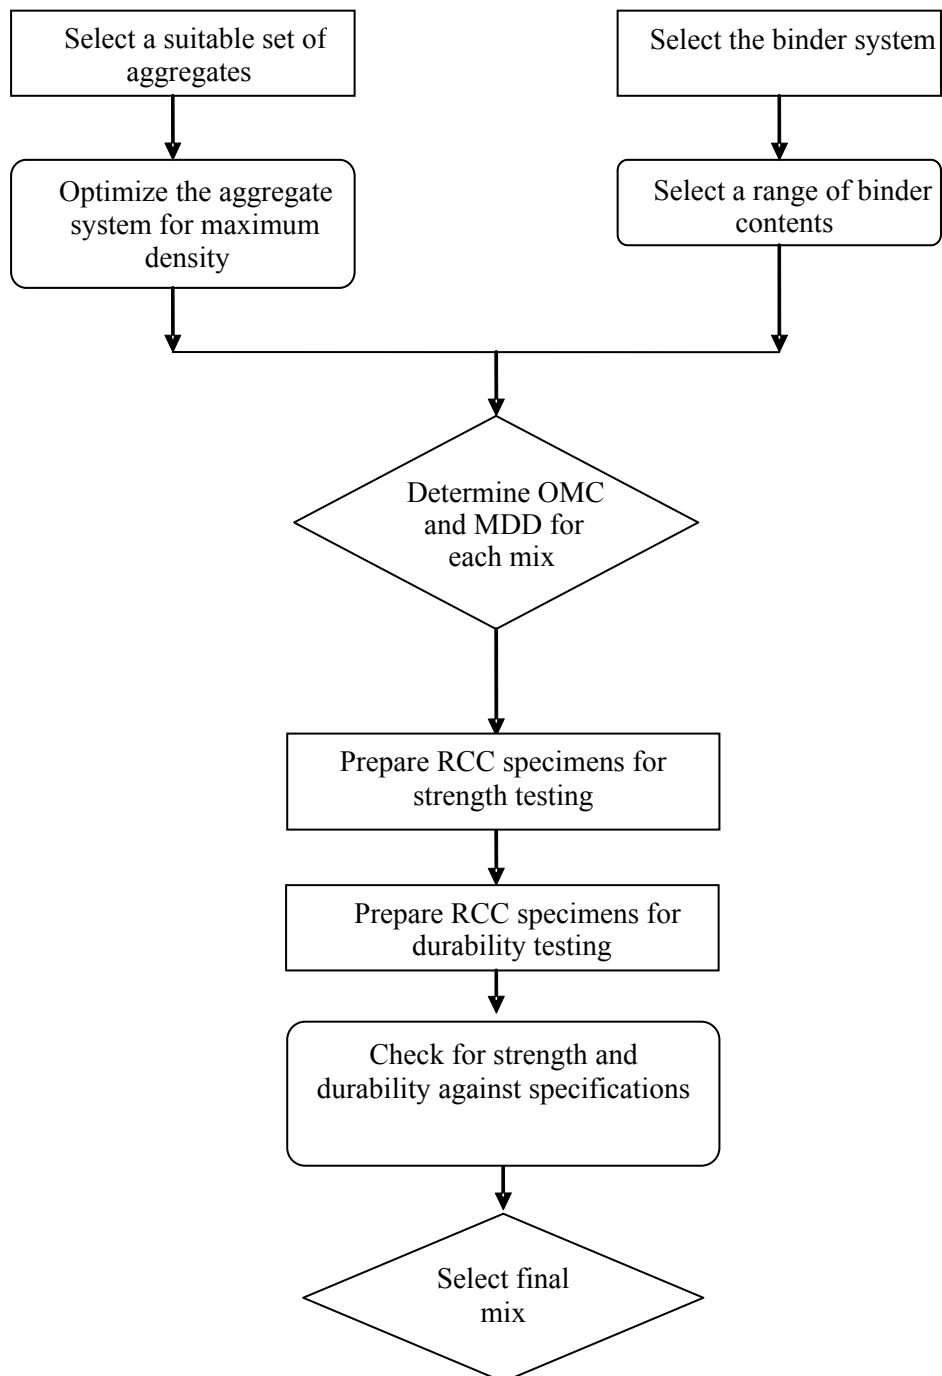 Select a suitable set of
aggregates
Select the binder system
Optimize the aggregate
system for maximum
density
Select a range of binder
contents
Determine OMC
and MDD for
each mix
Prepare RCC specimens for
strength testing
Prepare RCC specimens for
durability testing
Check for strength and
durability against specifications
Select final
mix